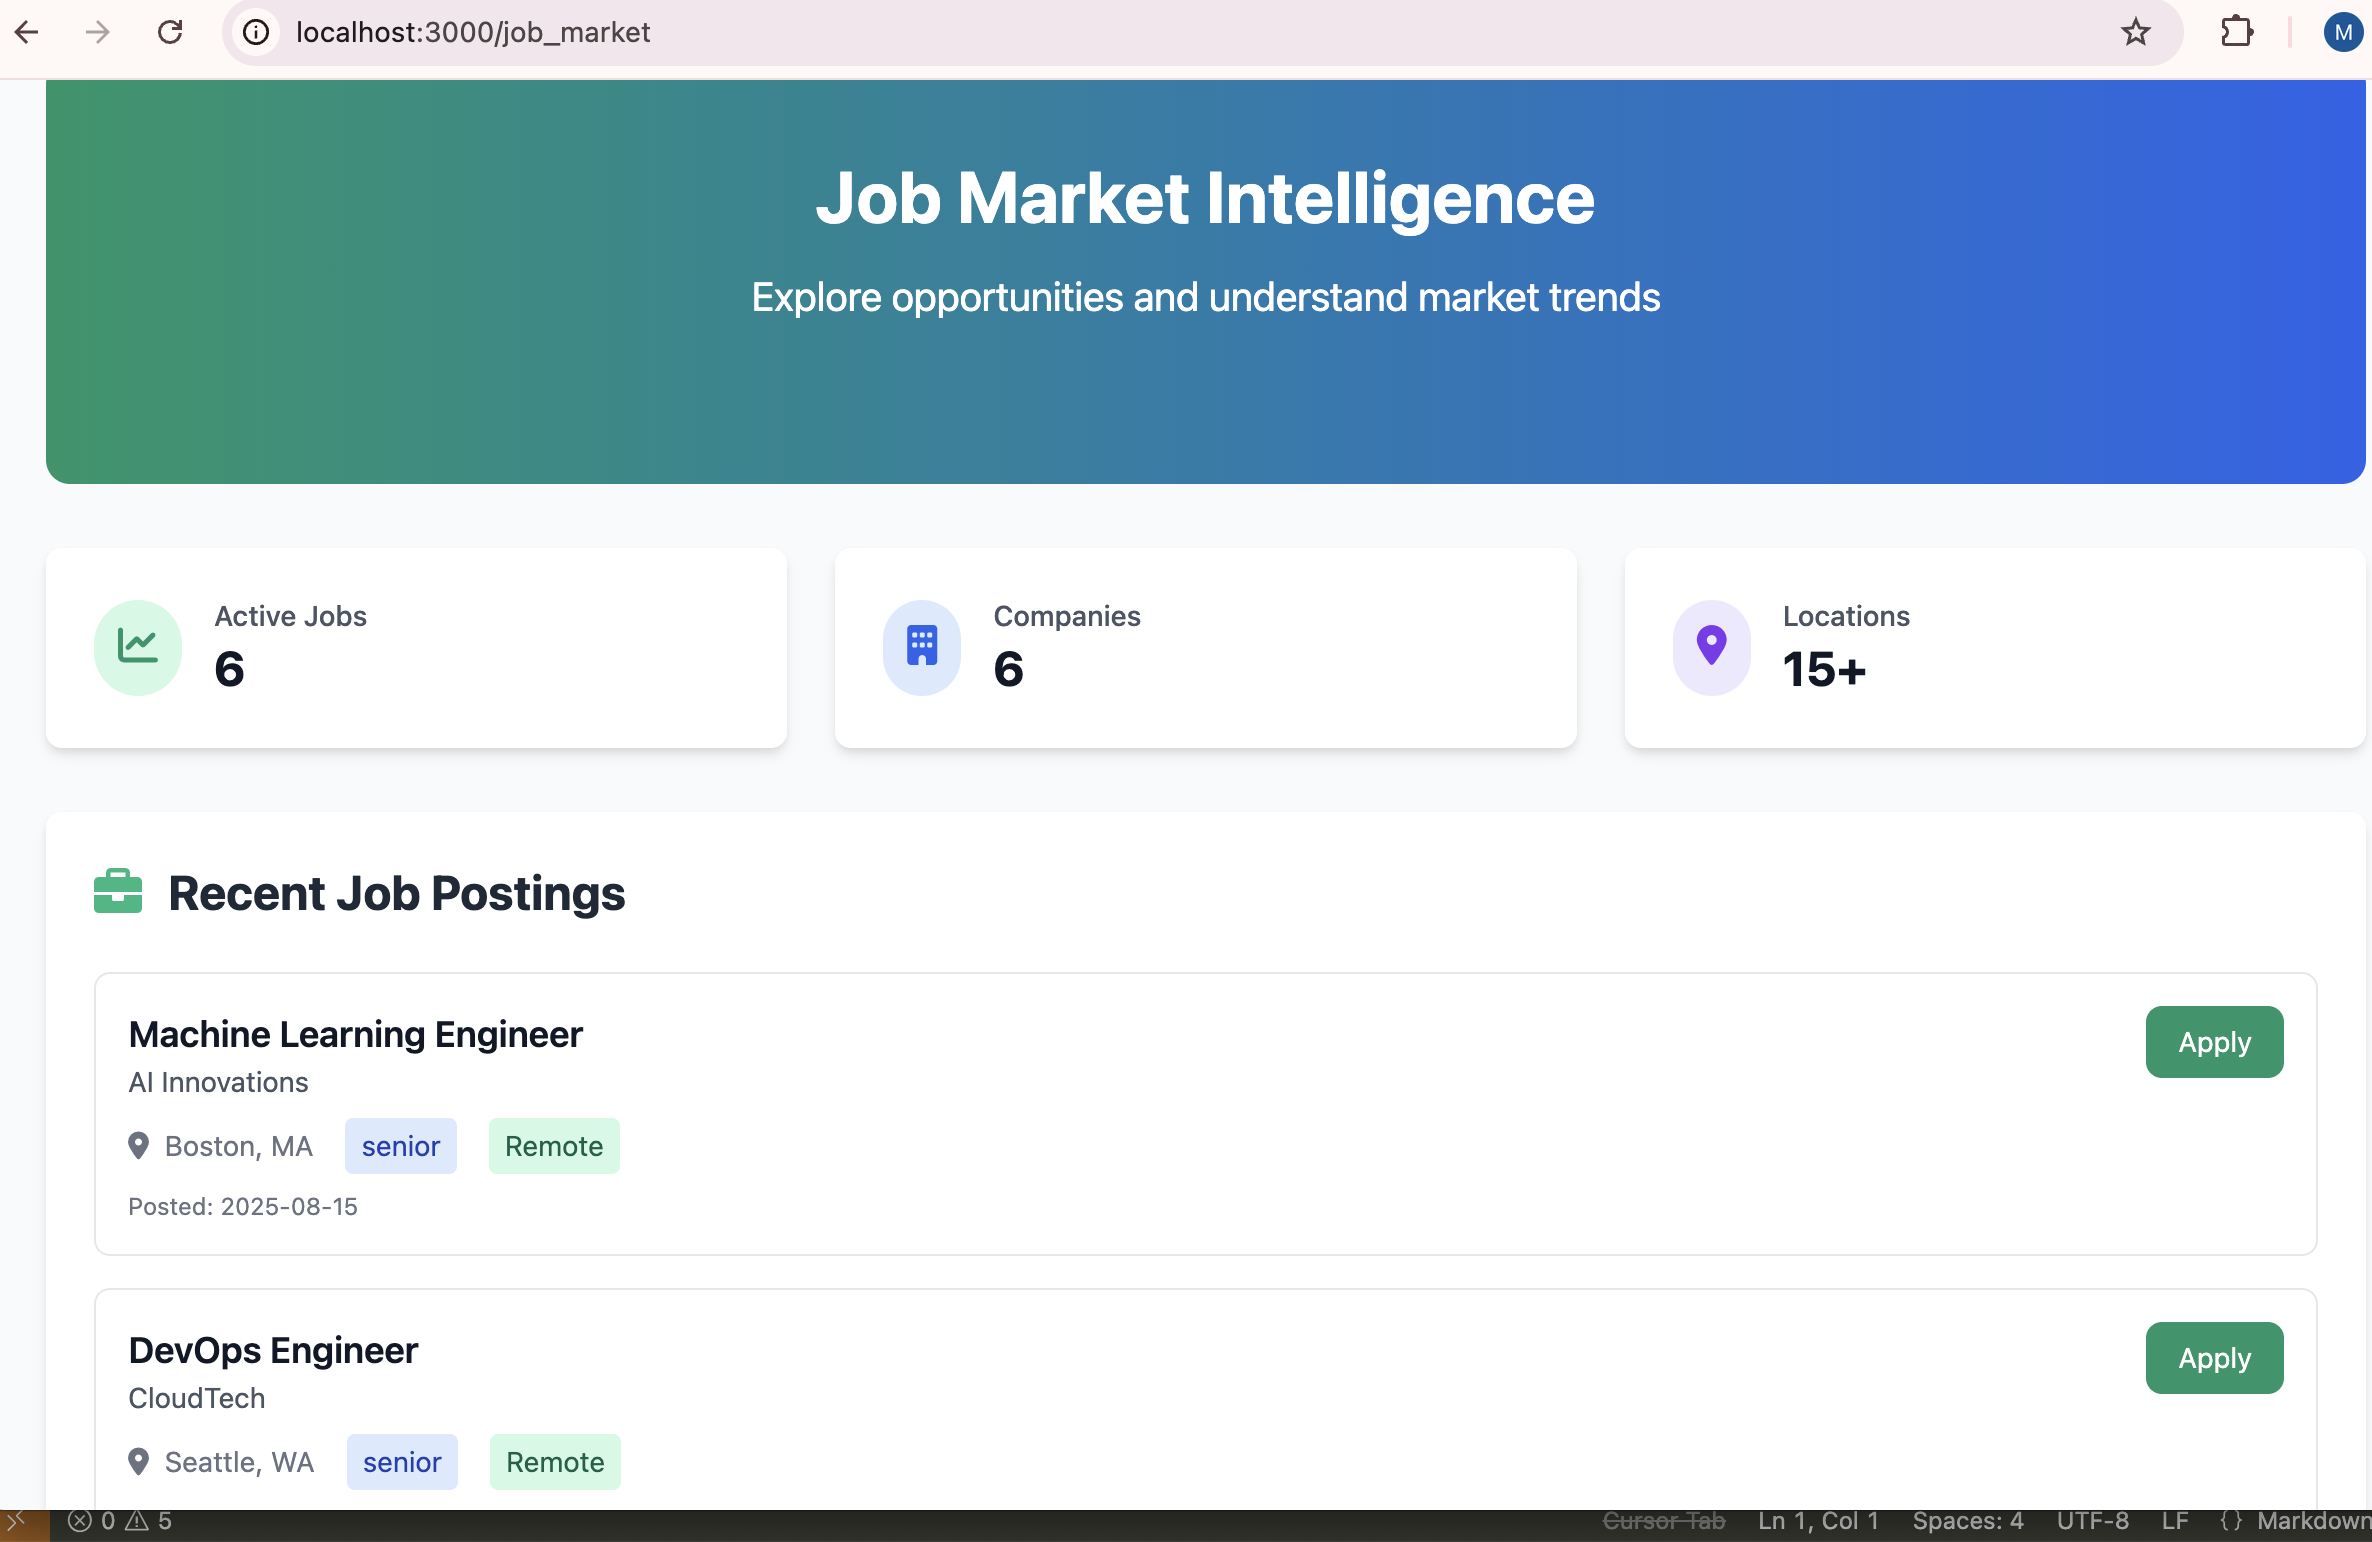 localhost:3000/job_market
M
Job Market Intelligence
Explore opportunities and understand market trends
Active Jobs
6
Companies
6
Locations
15+
Recent Job Postings
Machine Learning Engineer
Apply
AI Innovations
Boston, MA senior Remote
Posted: 2025-08-15
DevOps Engineer
Apply
CloudTech
Seattle, WA senior Remote
0 5 Cursor Tab Ln 1, Col 1 Spaces: 4 UTF-8 LF {} Markdown